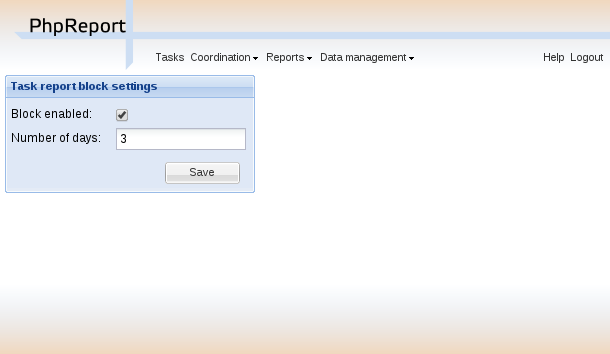 PhpReport
Tasks Coordination Reports Data management Help Logout
Task report block settings
Block enabled:
Number of days: 3
Save